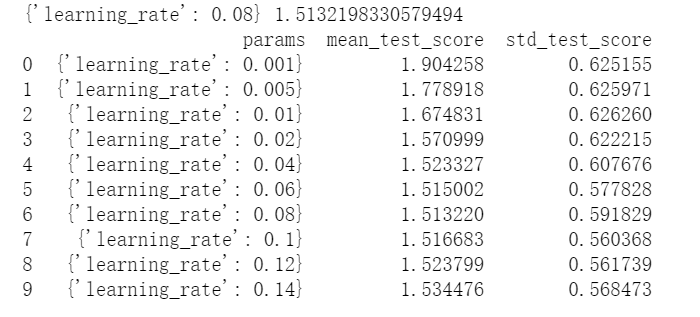 {'learning_rate': 0.08} 1.5132198330579494
params mean_test_score std_test_score
0 {'learning_rate': 0.001} 1.904258 0.625155
1 {'learning_rate': 0.005} 1.778918 0.625971
2 {'learning_rate': 0.01} 1.674831 0.626260
3 {'learning_rate': 0.02} 1.570999 0.622215
4 {'learning_rate': 0.04} 1.523327 0.607676
5 {'learning_rate': 0.06} 1.515002 0.577828
6 {'learning_rate': 0.08} 1.513220 0.591829
7 {'learning_rate': 0.1} 1.516683 0.560368
8 {'learning_rate': 0.12} 1.523799 0.561739
9 {'learning_rate': 0.14} 1.534476 0.568473